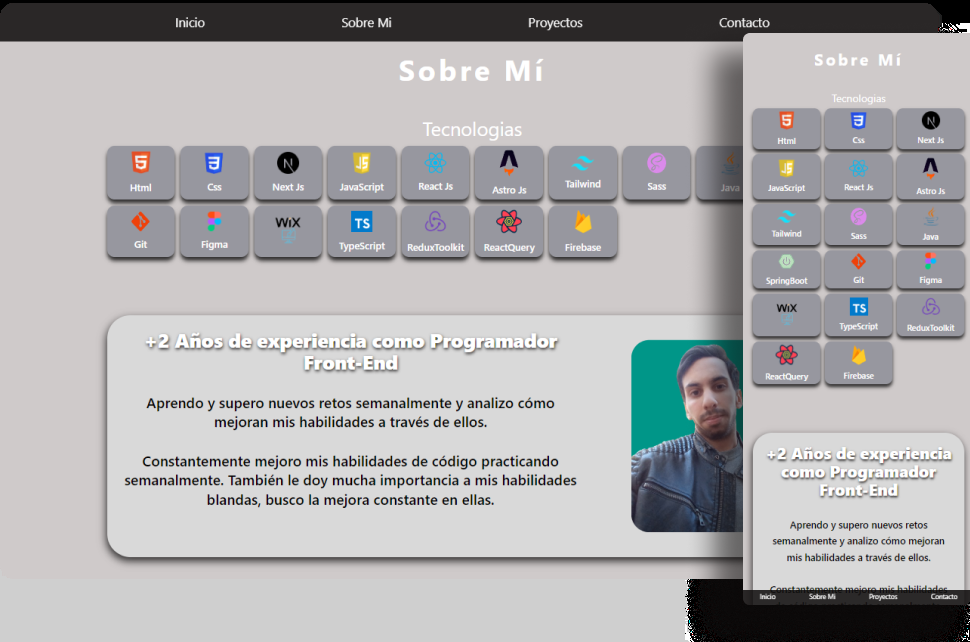 Inicio Sobre Mi Proyectos Contacto
Sobre Mí
Tecnologias
Html Css Next Js JavaScript React Js Astro Js Tailwind Sass Java
Git Figma WiX TypeScript ReduxToolkit ReactQuery Firebase
+2 Años de experiencia como Programador
Front-End
Aprendo y supero nuevos retos semanalmente y analizo cómo
mejoran mis habilidades a través de ellos.
Constantemente mejoro mis habilidades de código practicando
semanalmente. También le doy mucha importancia a mis habilidades
blandas, busco la mejora constante en ellas.
Sobre Mí
Tecnologias
Html Css Next Js
JavaScript React Js Astro Js
Tailwind Sass Java
SpringBoot Git Figma
WiX TypeScript ReduxToolkit
ReactQuery Firebase
+2 Años de experiencia
como Programador
Front-End
Aprendo y supero nuevos retos
semanalmente y analizo cómo mejoran
mis habilidades a través de ellos.
Constantemente mejoro mis habilidades
Inicio Sobre Mi Proyectos Contacto